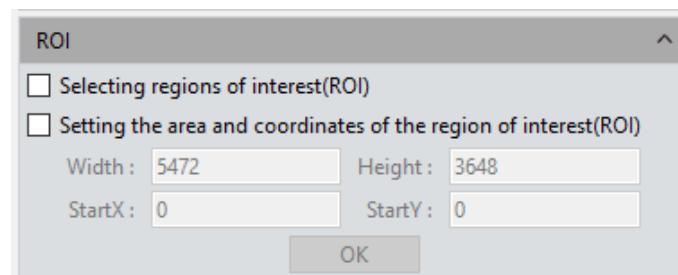 ROI
Selecting regions of interest(ROI)
Setting the area and coordinates of the region of interest(ROI)
Width : 5472 Height : 3648
StartX : 0 StartY : 0
OK